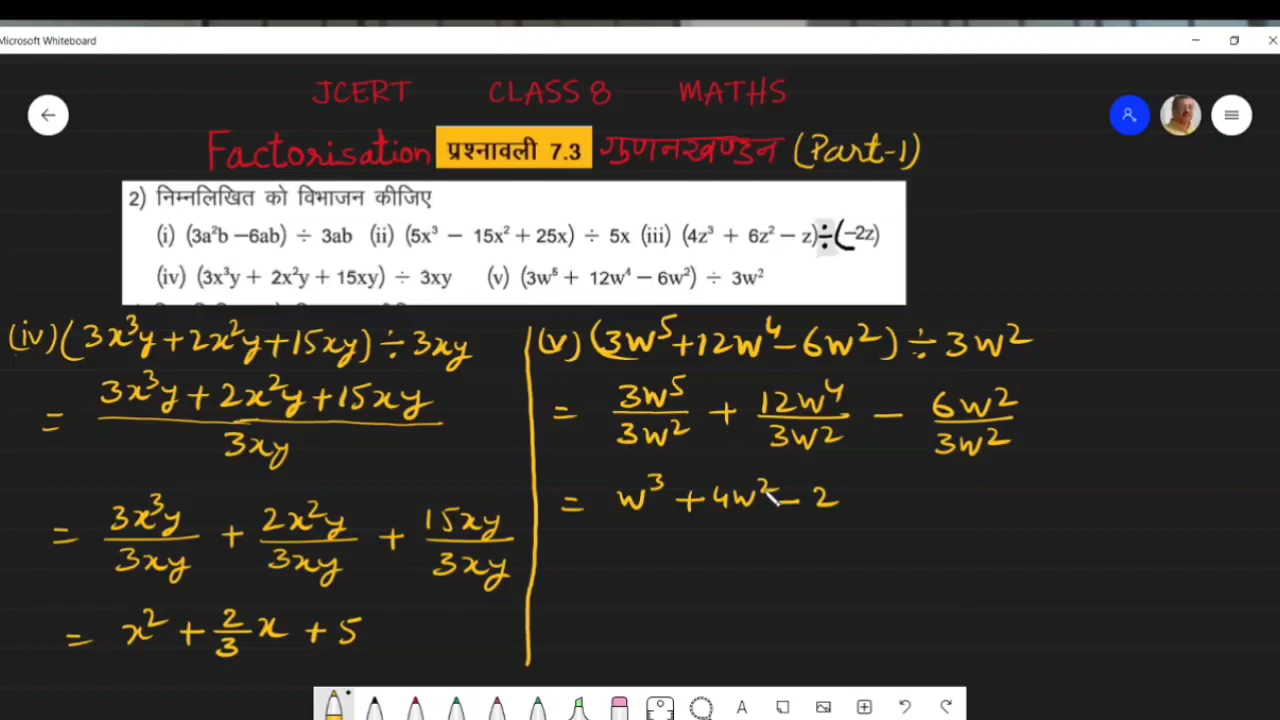 Microsoft Whiteboard
JCERT CLASS 8 MATHS
Factorisation प्रश्नावली 7.3 गुणनखण्डन (Part-1)
2) निम्नलिखित को विभाजन कीजिए
(i) (3a²b –6ab) ÷ 3ab (ii) (5x³ – 15x² + 25x) ÷ 5x (iii) (4z³ + 6z² – z) ÷ (–2z)
(iv) (3x³y + 2x²y + 15xy) ÷ 3xy (v) (3w⁵ + 12w⁴ – 6w²) ÷ 3w²
(iv) (3x³y + 2x²y + 15xy) ÷ 3xy
= (3x³y + 2x²y + 15xy)/3xy
= 3x³y/3xy + 2x²y/3xy + 15xy/3xy
= x² + 2/3 x + 5
(v) (3w⁵ + 12w⁴ – 6w²) ÷ 3w²
= 3w⁵/3w² + 12w⁴/3w² – 6w²/3w²
= w³ + 4w² – 2
A